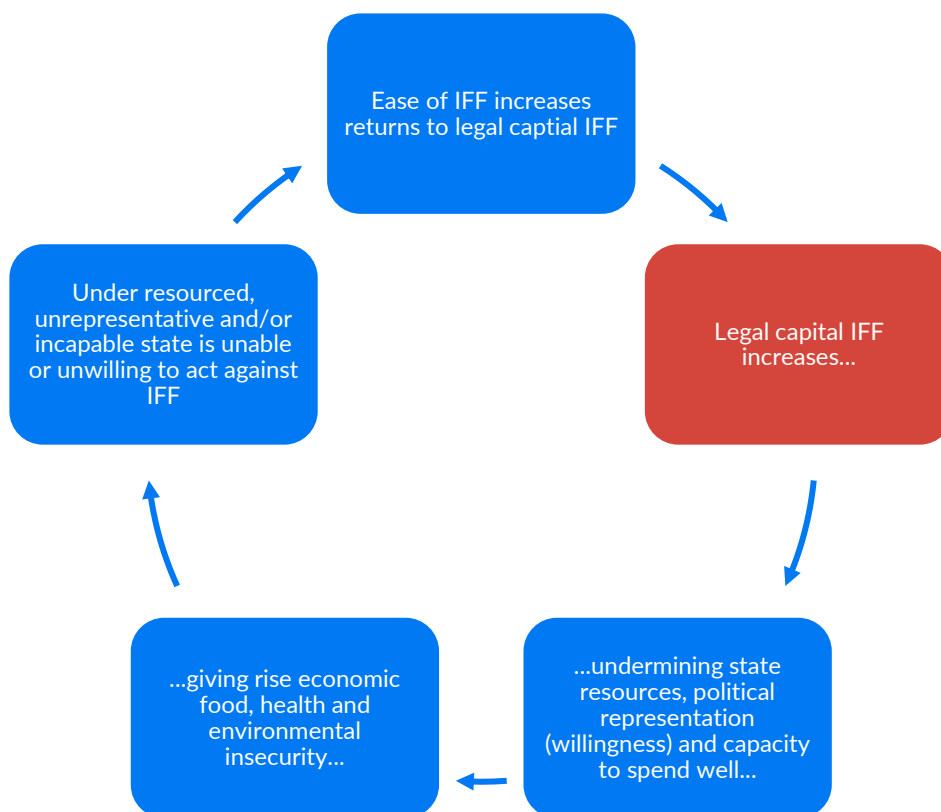 Ease of IFF increases
returns to legal captial IFF
Legal capital IFF
increases...
...undermining state
resources, political
representation
(willingness) and capacity
to spend well...
...giving rise economic
food, health and
environmental
insecurity...
Under resourced,
unrepresentative and/or
incapable state is unable
or unwilling to act against
IFF